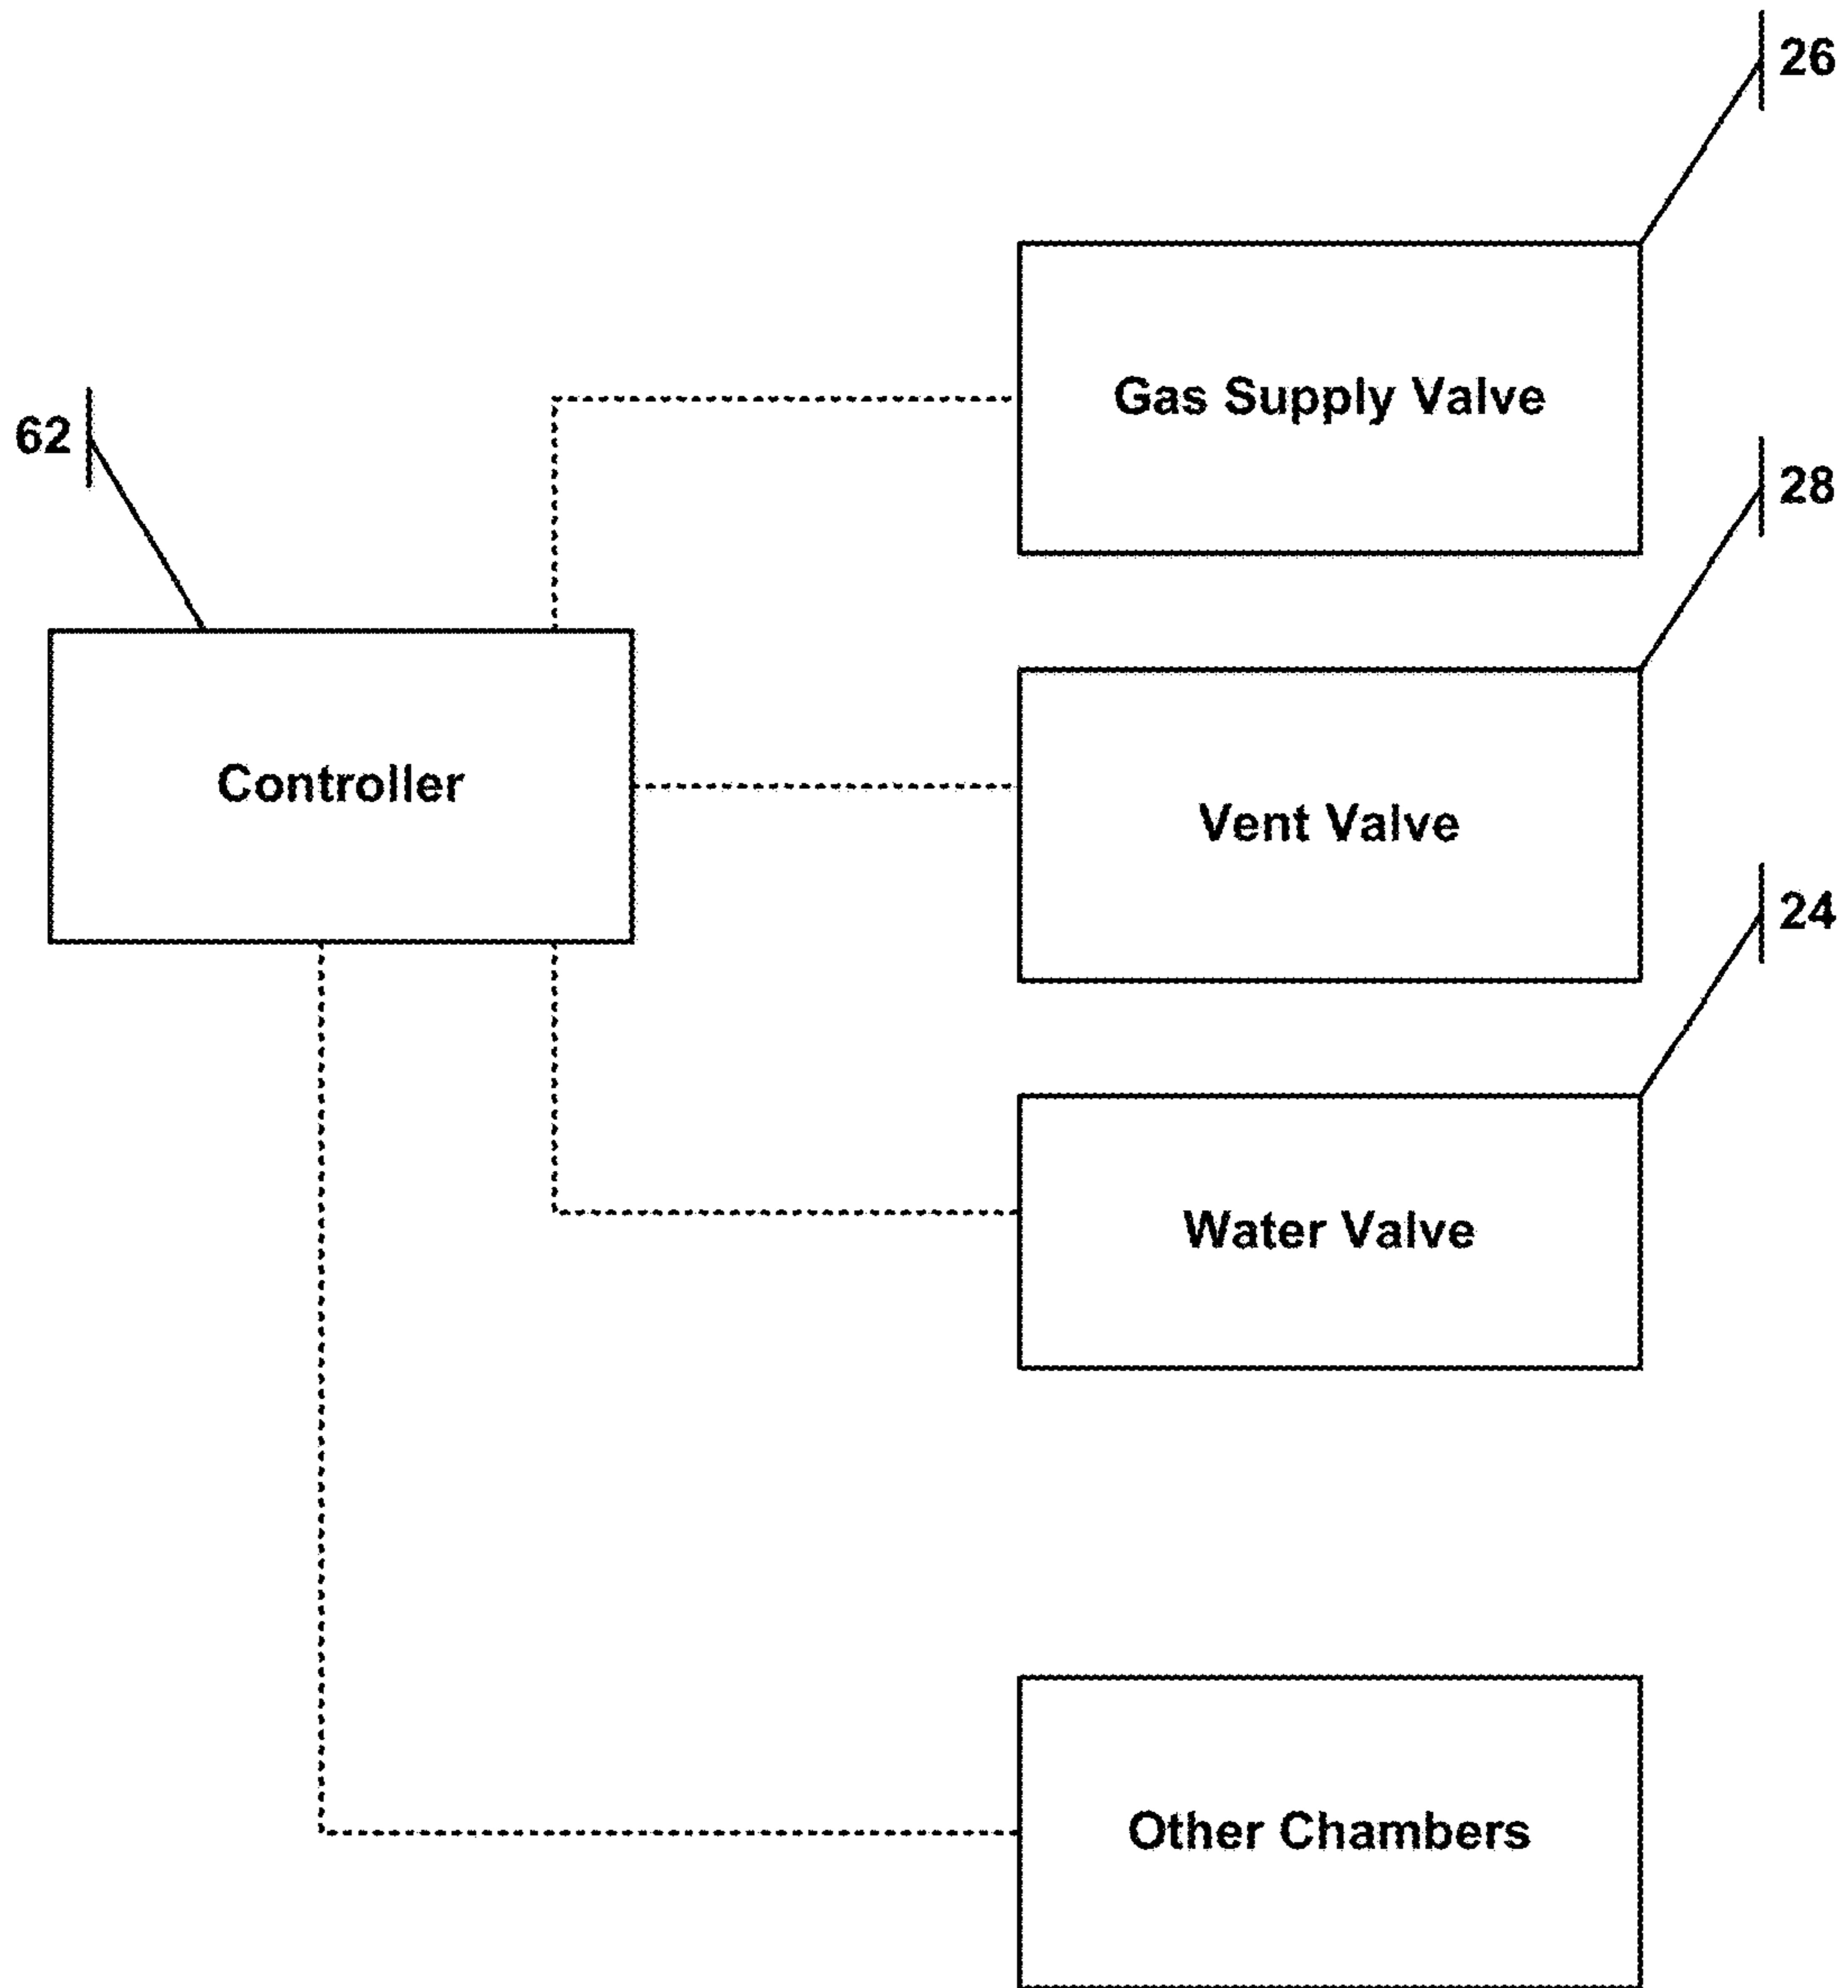 26
Gas Supply Valve
62
28
Controller
Vent Valve
24
Water Valve
Other Chambers